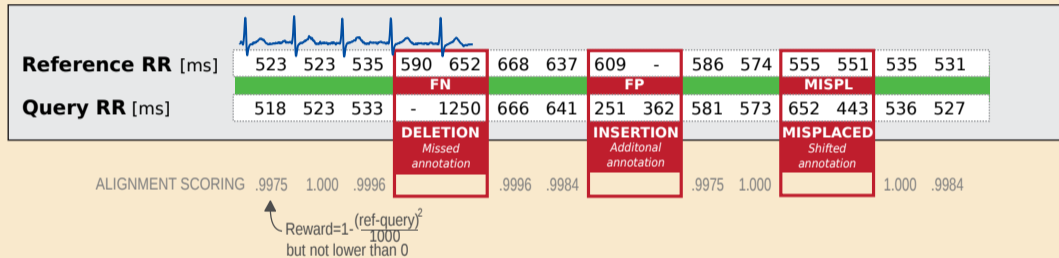 Reference RR [ms] 523 523 535 590 652 668 637 609 - 586 574 555 551 535 531
FN FP MISPL
Query RR [ms] 518 523 533 - 1250 666 641 251 362 581 573 652 443 536 527
DELETION INSERTION MISPLACED
Missed Additonal Shifted
annotation annotation annotation
ALIGNMENT SCORING .9975 1.000 .9996 .9996 .9984 .9975 1.000 1.000 .9984
Reward=1-(ref-query)²
1000
but not lower than 0